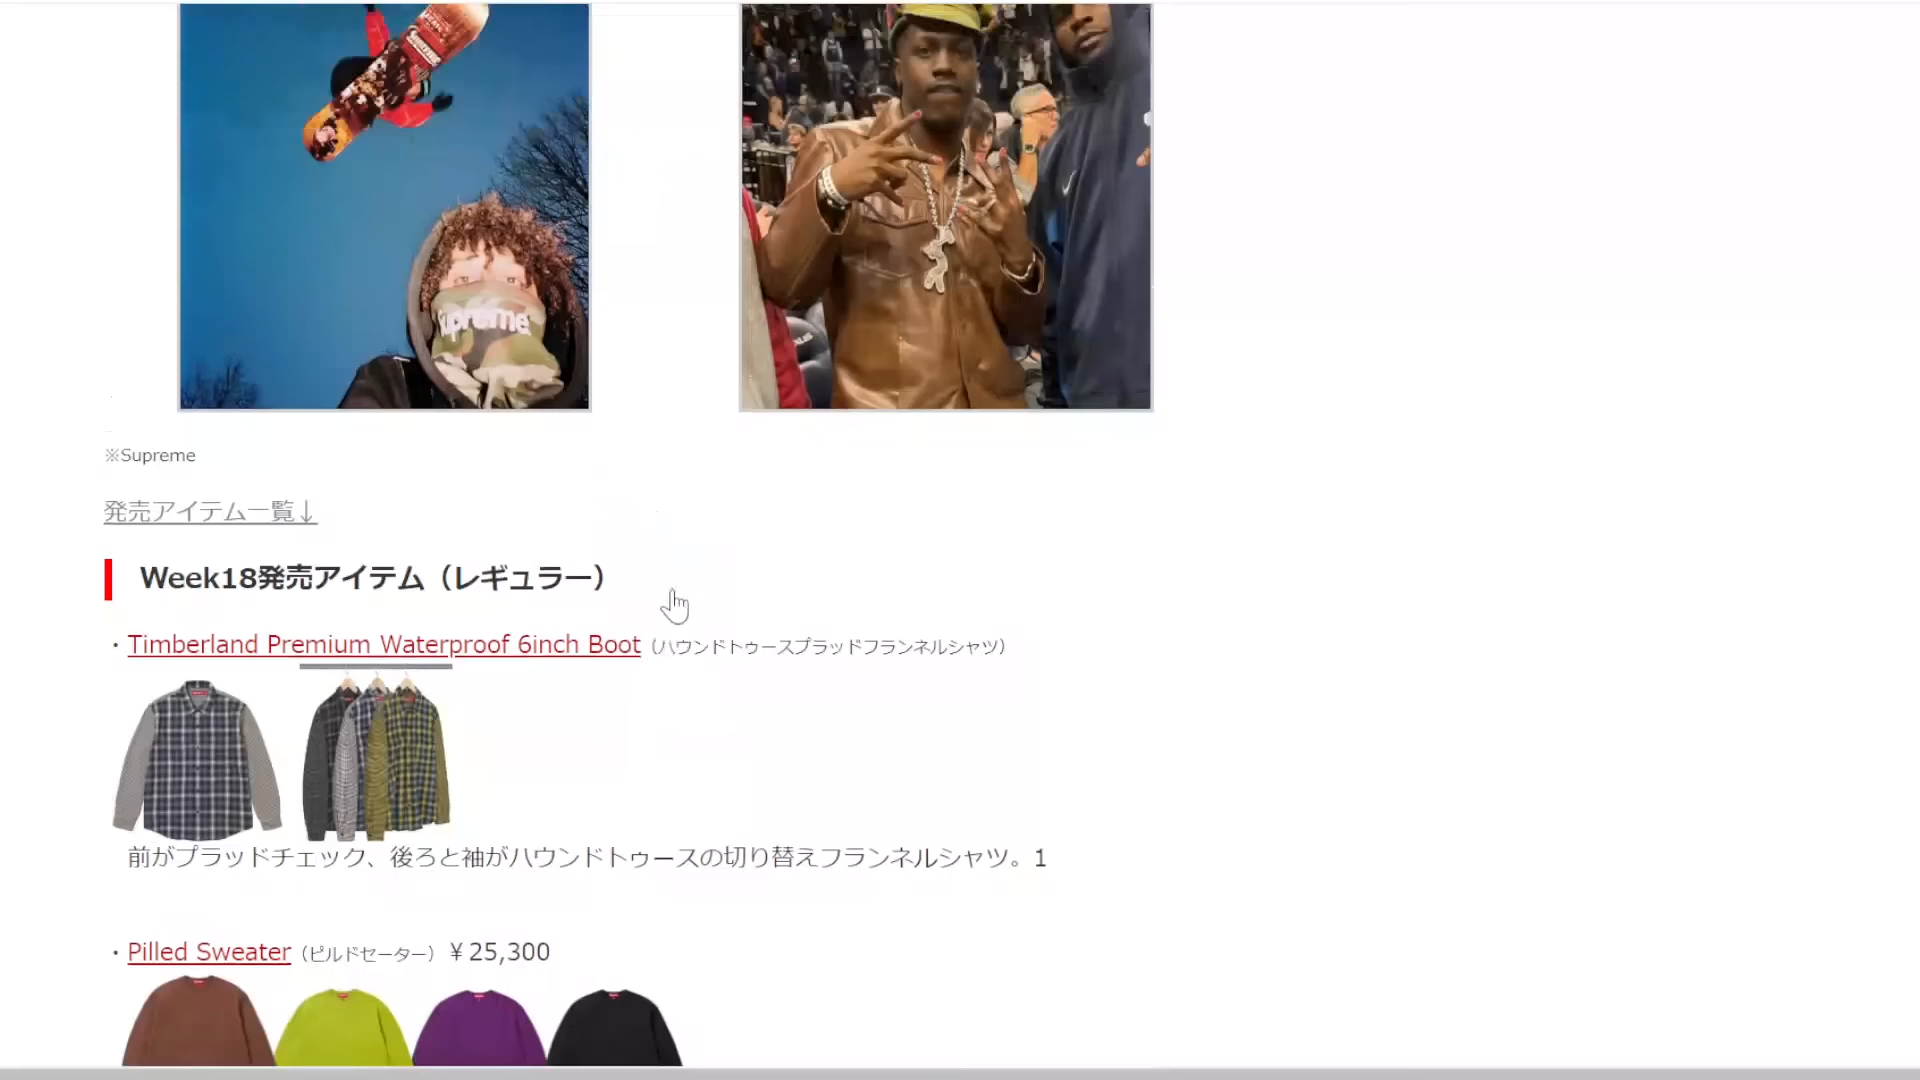 upreme
※Supreme
発売アイテム一覧↓
Week18発売アイテム（レギュラー）
・Timberland Premium Waterproof 6inch Boot（ハウンドトゥースプラッドフランネルシャツ）
前がプラッドチェック、後ろと袖がハウンドトゥースの切り替えフランネルシャツ。1
・Pilled Sweater（ピルドセーター）￥25,300